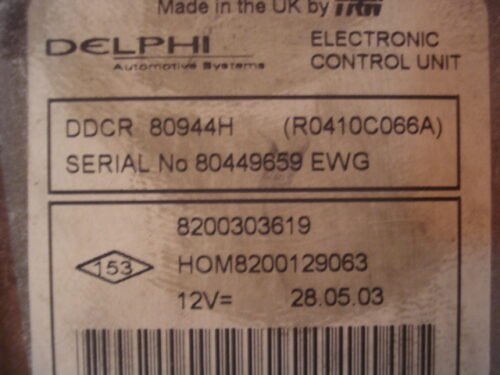 Made in the UK by TRW
DELPHI
Automotive Systems
ELECTRONIC
CONTROL UNIT
DDCR 80944H (R0410C066A)
SERIAL No 80449659 EWG
8200303619
153 HOM8200129063
12V= 28.05.03